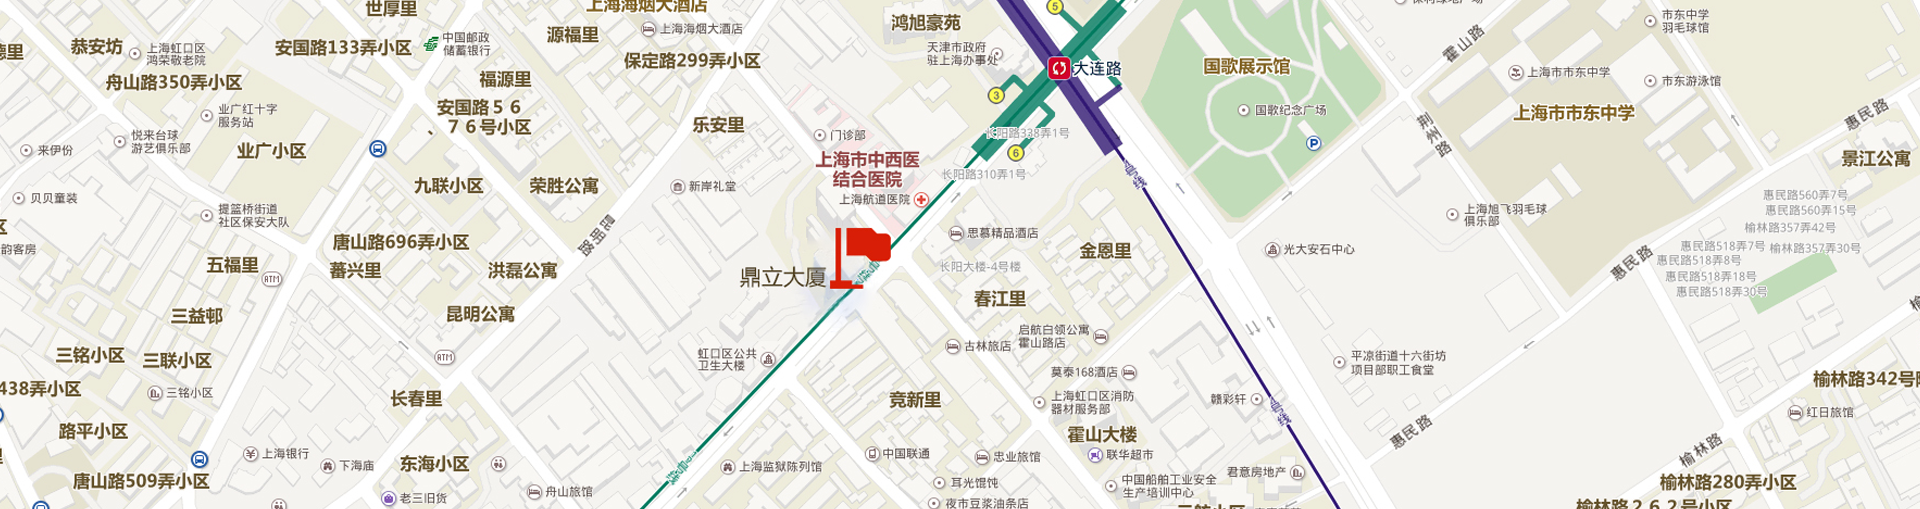 世厚里
上海海烟大酒店
上海海烟大酒店
恭安坊
上海虹口区
鸿荣敬老院
安国路133弄小区
中国邮政
储蓄银行
源福里
鸿旭豪苑
天津市政府
驻上海办事处
5
大连路
国歌展示馆
霍山路
市东中学
羽毛球馆
舟山路350弄小区
福源里
保定路299弄小区
3
上海市市东中学
市东游泳馆
业广红十字
服务站
安国路５６
、７６号小区
乐安里
门诊部
长阳路338弄1号
国歌纪念广场
上海市市东中学
荆州路
惠民路
来伊份
悦来台球
游艺俱乐部
业广小区
上海市中西医
结合医院
6
P
景江公寓
贝贝童装
九联小区
荣胜公寓
新岸礼堂
上海航道医院
长阳路310弄1号
惠民路560弄7号
惠民路560弄15号
提篮桥街道
社区保安大队
昆明路
思慕精品酒店
上海旭飞羽毛球
俱乐部
榆林路357弄42号
韵客房
唐山路696弄小区
金恩里
光大安石中心
惠民路518弄7号
榆林路357弄30号
惠民路518弄8号
五福里
蕃兴里
洪磊公寓
鼎立大厦
长阳大楼-4号楼
惠民路
惠民路518弄18号
惠民路518弄30号
ATM
三益邨
昆明公寓
春江里
三铭小区
三联小区
ATM
虹口区公共
卫生大楼
古林旅店
启航白领公寓
霍山路店
平凉街道十六街坊
项目部职工食堂
438弄小区
三铭小区
长春里
竞新里
莫泰168酒店
上海虹口区消防
器材服务部
赣彩轩
榆林路342号
红日旅馆
路平小区
霍山大楼
惠民路
榆林路
上海银行
下海庙
东海小区
上海监狱陈列馆
中国联通
忠业旅馆
联华超市
君意房地产
唐山路509弄小区
老三旧货
舟山旅馆
耳光馄饨
夜市豆浆油条店
中国船舶工业安全
生产培训中心
榆林路280弄小区
榆林路２６２号小区